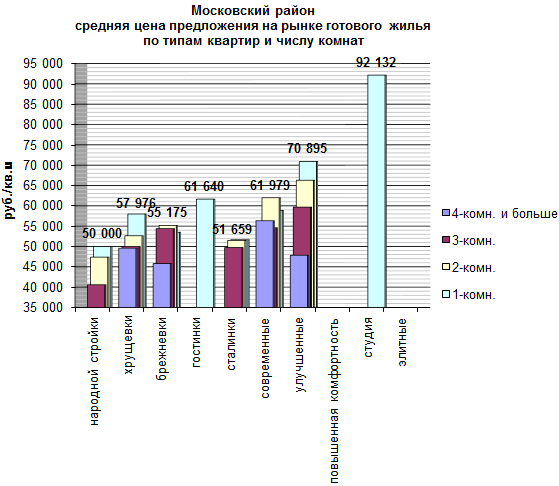 Московский район
средняя цена предложения на рынке готового жилья
по типам квартир и числу комнат
руб./кв.м
95 000
90 000
85 000
80 000
75 000
70 000
65 000
60 000
55 000
50 000
45 000
40 000
35 000
50 000
57 976
55 175
61 640
51 659
61 979
70 895
92 132
народной стройки
хрущевки
брежневки
гостинки
сталинки
современные
улучшенные
повышенная комфортность
студия
элитные
4-комн. и больше
3-комн.
2-комн.
1-комн.